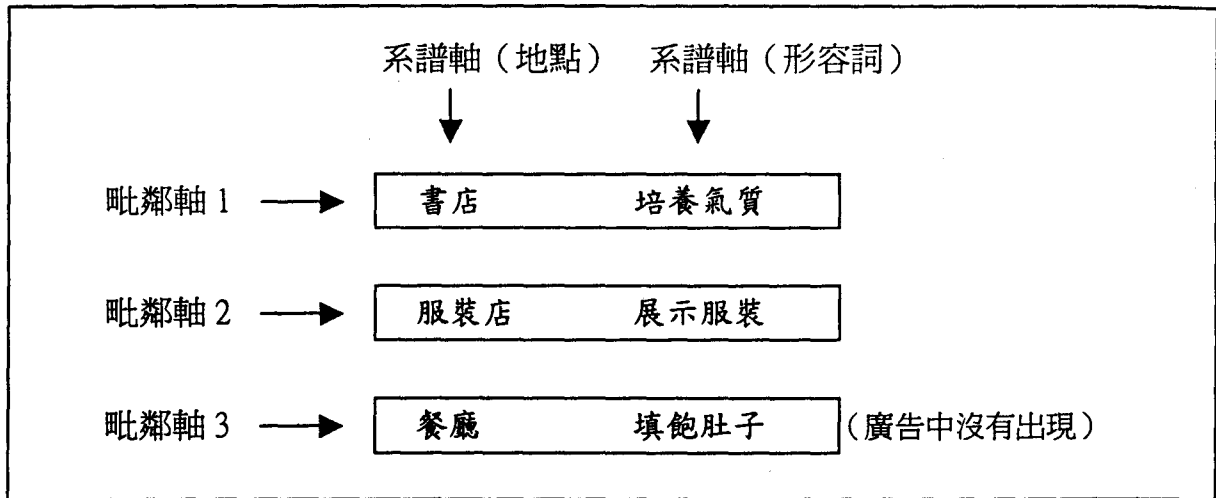 系譜軸（地點） 系譜軸（形容詞）
毗鄰軸 1 書店 培養氣質
毗鄰軸 2 服裝店 展示服裝
毗鄰軸 3 餐廳 填飽肚子 （廣告中沒有出現）